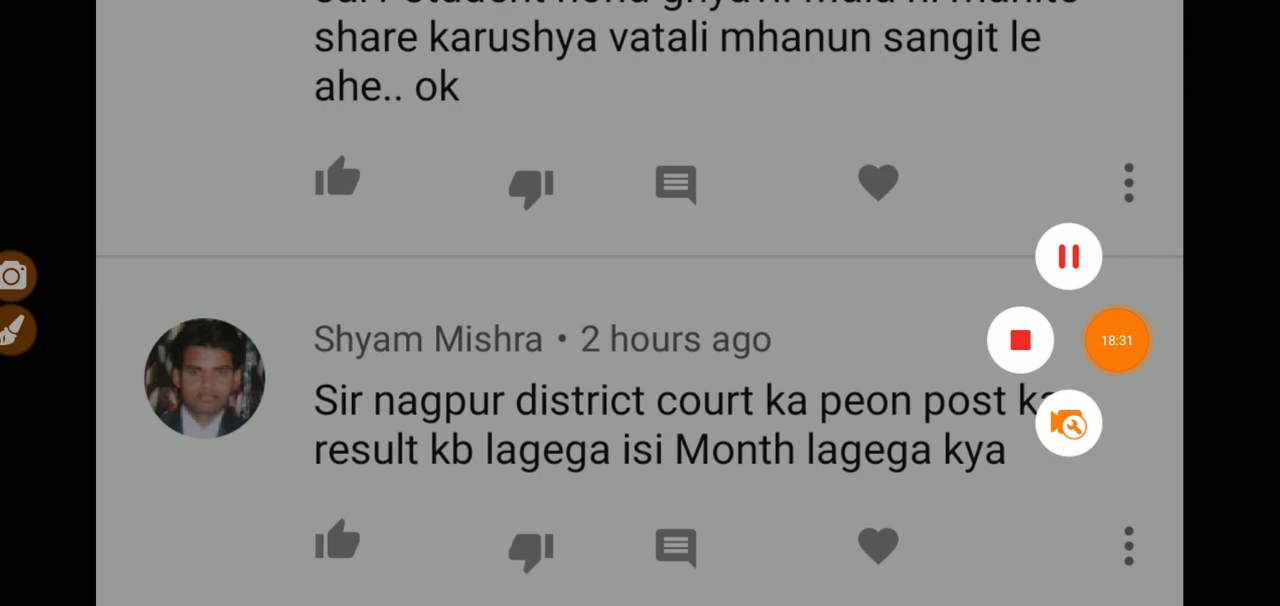 share karushya vatali mhanun sangit le
ahe.. ok
Shyam Mishra • 2 hours ago
18:31
Sir nagpur district court ka peon post
result kb lagega isi Month lagega kya